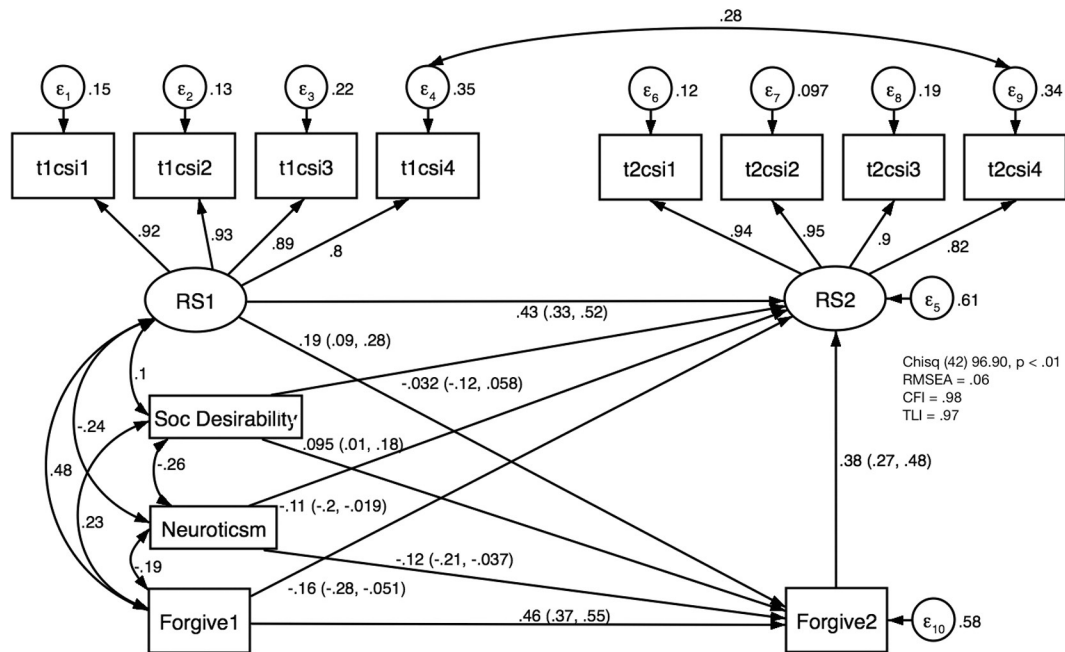 .28
ε1 .15
ε2 .13
ε3 .22
ε4 .35
ε6 .12
ε7 .097
ε8 .19
ε9 .34
t1csi1
t1csi2
t1csi3
t1csi4
t2csi1
t2csi2
t2csi3
t2csi4
.92
.93
.89
.8
.94
.95
.9
.82
RS1
RS2
ε5 .61
.43 (.33, .52)
.19 (.09, .28)
Chisq (42) 96.90, p < .01
RMSEA = .06
CFI = .98
TLI = .97
.1
-.032 (-.12, .058)
Soc Desirability
-.24
.095 (.01, .18)
-.26
.48
.38 (.27, .48)
.23
-.11 (-.2, -.019)
Neuroticsm
-.12 (-.21, -.037)
-.19
-.16 (-.28, -.051)
Forgive1
.46 (.37, .55)
Forgive2
ε10 .58